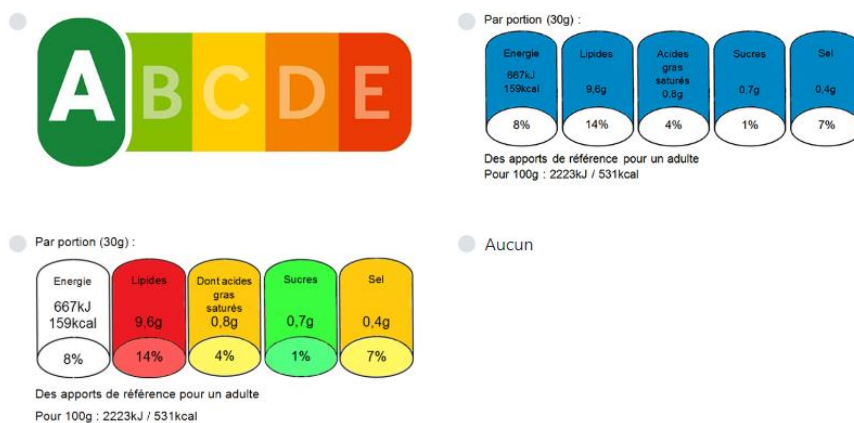 A B C D E
Par portion (30g) :
Energie Lipides Acides gras saturés Sucres Sel
667kJ 159kcal 9,6g 0,8g 0,7g 0,4g
8% 14% 4% 1% 7%
Des apports de référence pour un adulte
Pour 100g : 2223kJ / 531kcal
Par portion (30g) :
Energie Lipides Dont acides gras saturés Sucres Sel
667kJ 159kcal 9,6g 0,8g 0,7g 0,4g
8% 14% 4% 1% 7%
Des apports de référence pour un adulte
Pour 100g : 2223kJ / 531kcal
Aucun